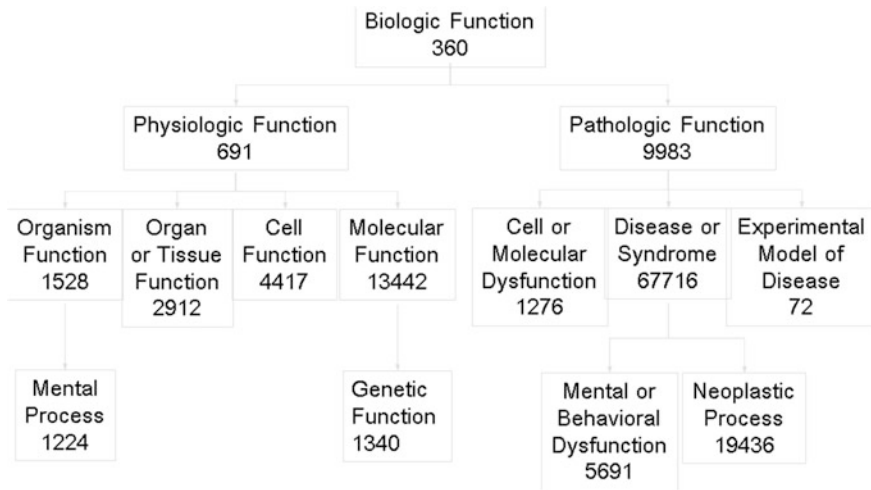 Biologic Function
360
Physiologic Function
691
Pathologic Function
9983
Organism
Function
1528
Organ
or Tissue
Function
2912
Cell
Function
4417
Molecular
Function
13442
Cell or
Molecular
Dysfunction
1276
Disease or
Syndrome
67716
Experimental
Model of
Disease
72
Mental
Process
1224
Genetic
Function
1340
Mental or
Behavioral
Dysfunction
5691
Neoplastic
Process
19436